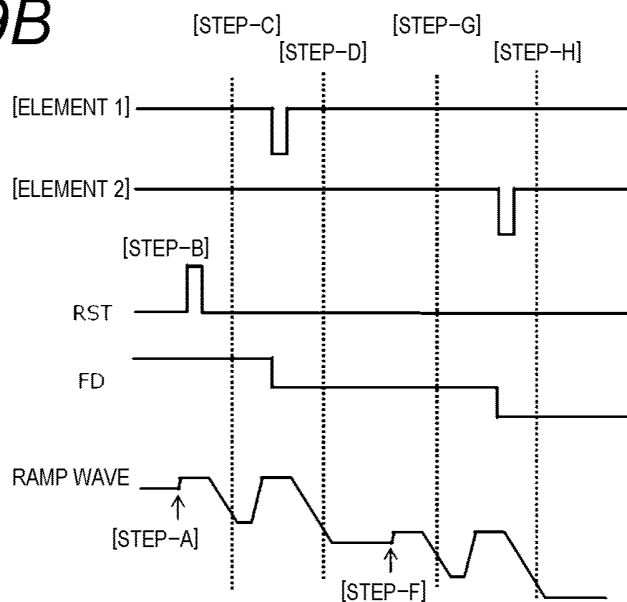 9B
[STEP-C]
[STEP-G]
[STEP-D]
[STEP-H]
[ELEMENT 1]
[ELEMENT 2]
[STEP-B]
RST
FD
RAMP WAVE
[STEP-A]
[STEP-F]